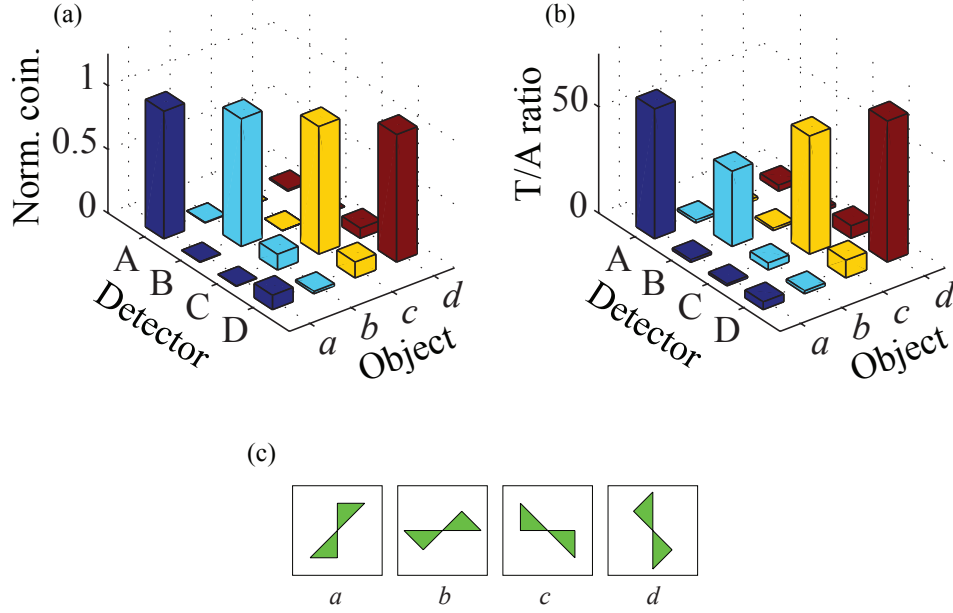 (a)
Norm. coin.
1
0.5
0
A
B
C
D
Detector
a
b
c
d
Object
(b)
T/A ratio
50
0
A
B
C
D
Detector
a
b
c
d
Object
(c)
a
b
c
d